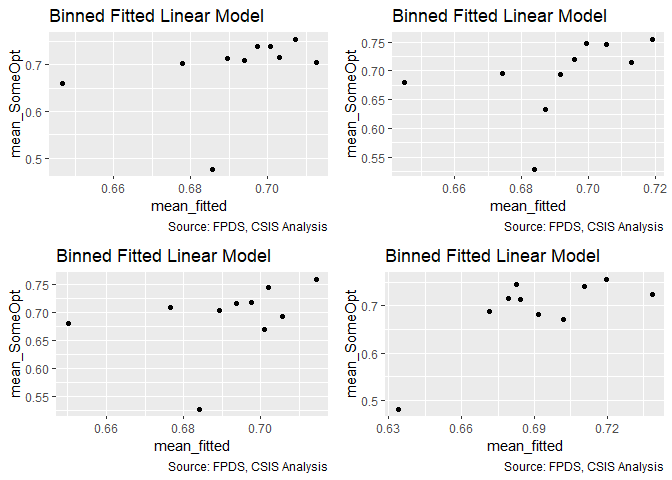 Binned Fitted Linear Model
mean_SomeOpt
0.7
0.6
0.5
0.66
0.68
0.70
mean_fitted
Source: FPDS, CSIS Analysis
Binned Fitted Linear Model
mean_SomeOpt
0.75
0.70
0.65
0.60
0.55
0.66
0.68
0.70
0.72
mean_fitted
Source: FPDS, CSIS Analysis
Binned Fitted Linear Model
mean_SomeOpt
0.75
0.70
0.65
0.60
0.55
0.66
0.68
0.70
mean_fitted
Source: FPDS, CSIS Analysis
Binned Fitted Linear Model
mean_SomeOpt
0.7
0.6
0.5
0.63
0.66
0.69
0.72
mean_fitted
Source: FPDS, CSIS Analysis